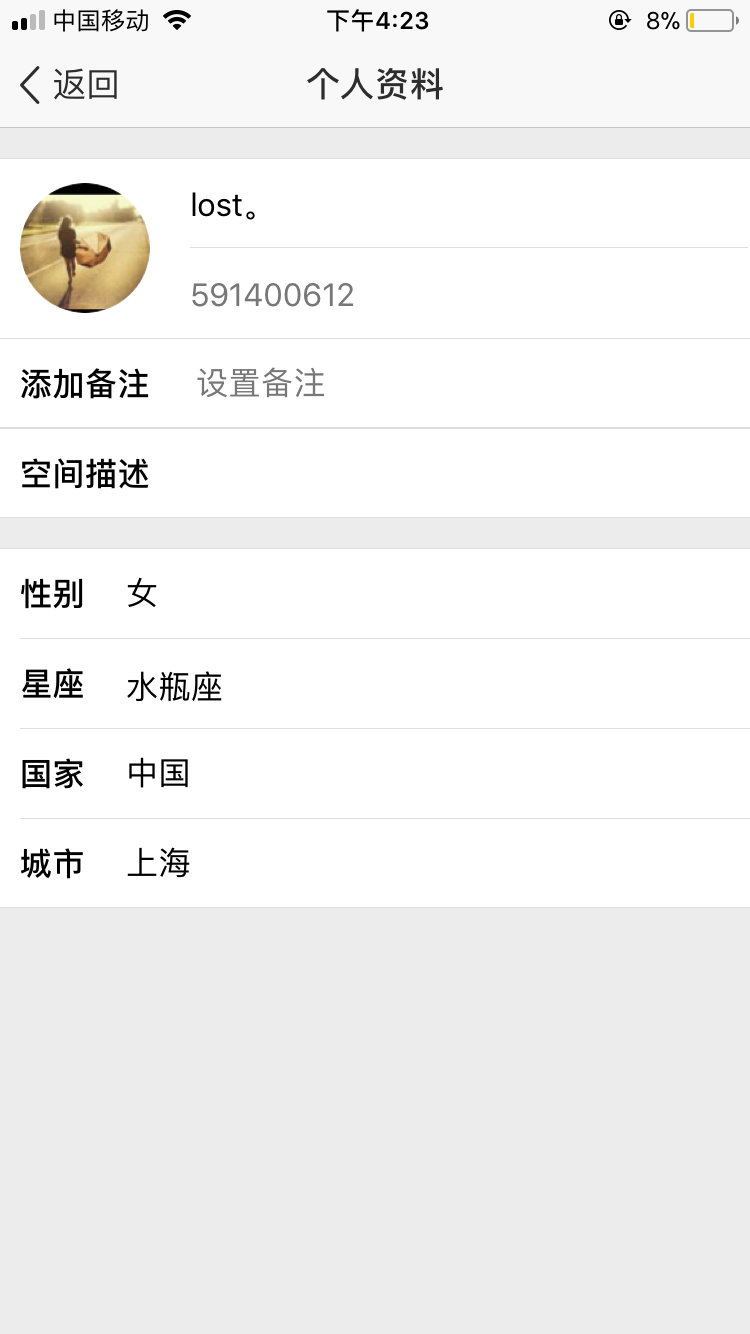 中国移动 下午4:23 8%
返回 个人资料
lost。
591400612
添加备注 设置备注
空间描述
性别 女
星座 水瓶座
国家 中国
城市 上海